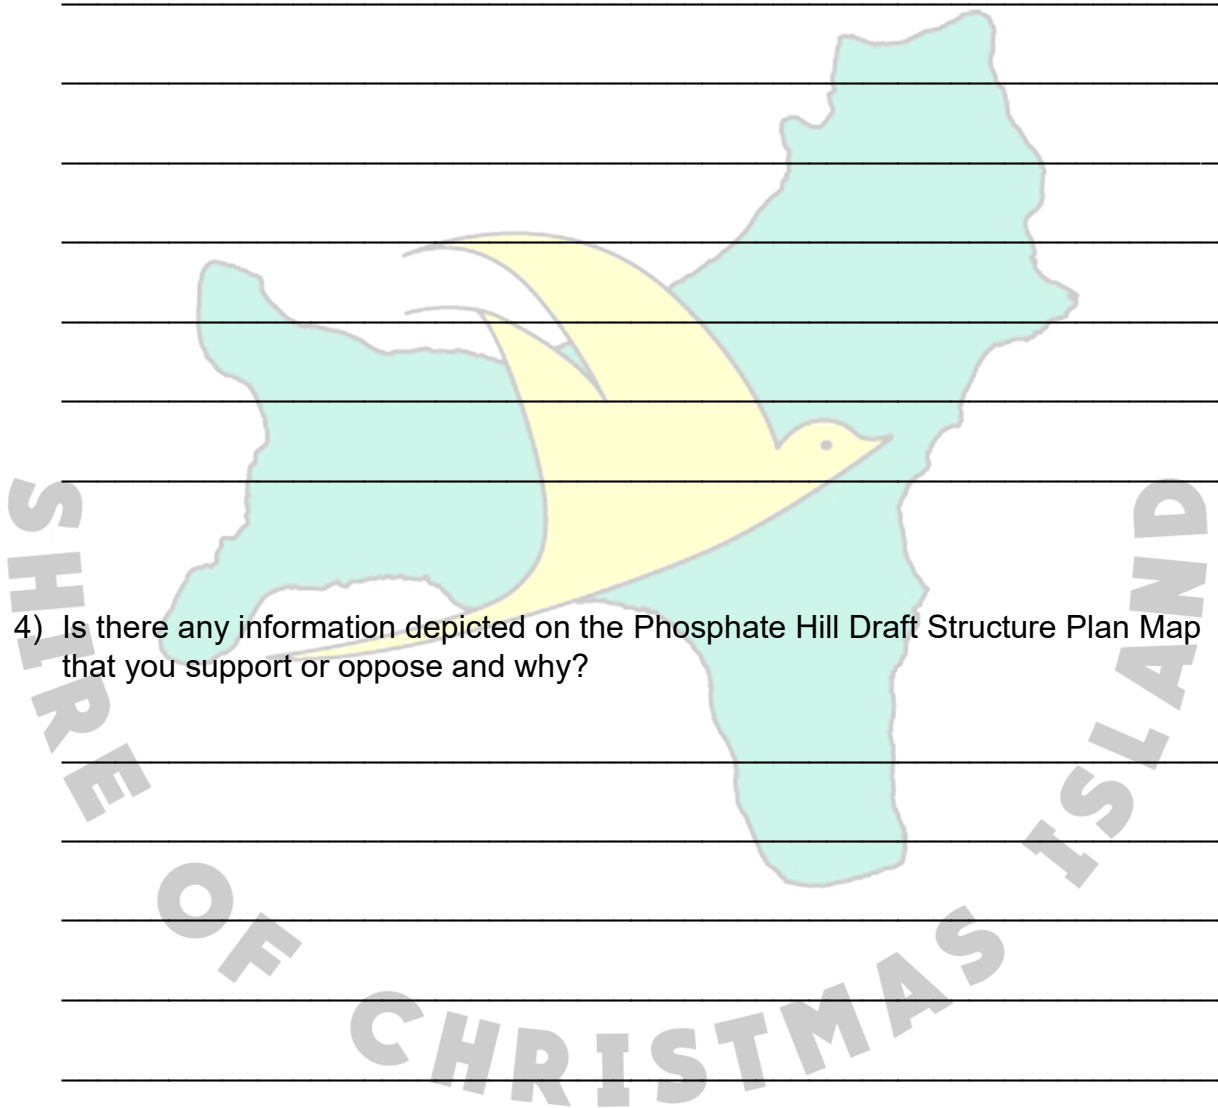 4) Is there any information depicted on the Phosphate Hill Draft Structure Plan Map
that you support or oppose and why?
SHIRE OF CHRISTMAS ISLAND